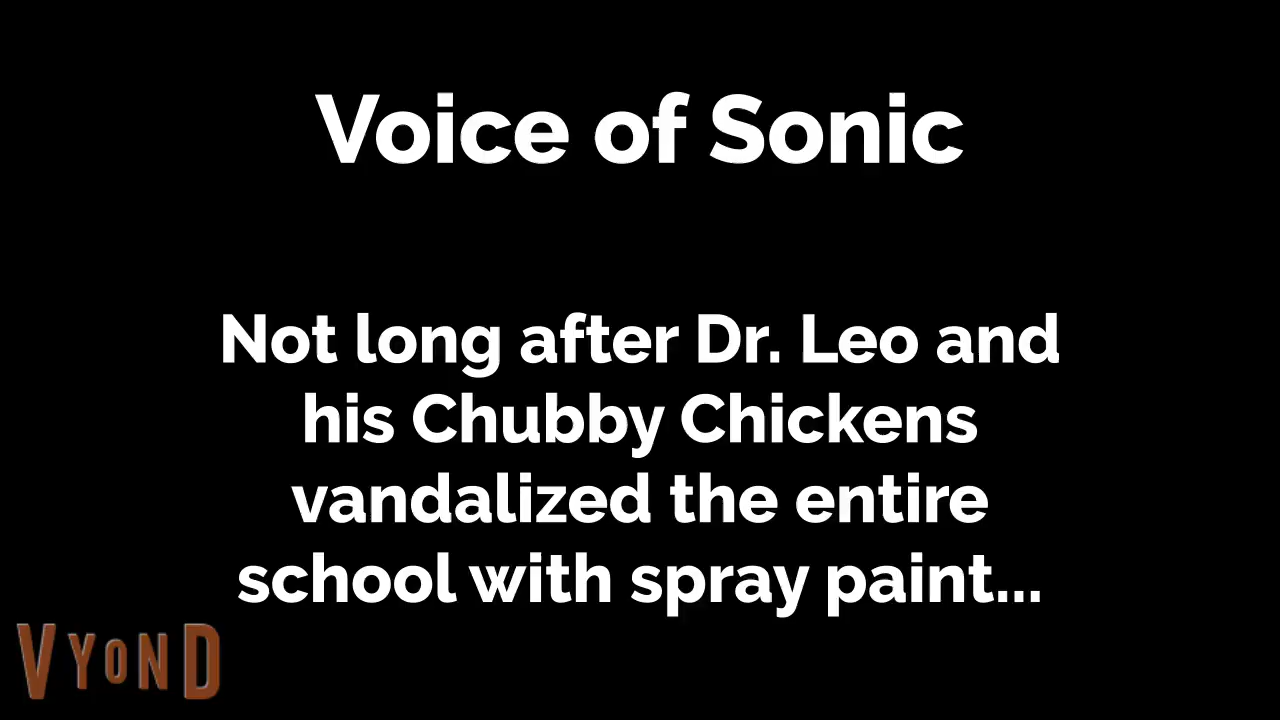 Voice of Sonic
Not long after Dr. Leo and
his Chubby Chickens
vandalized the entire
school with spray paint...
VYOND